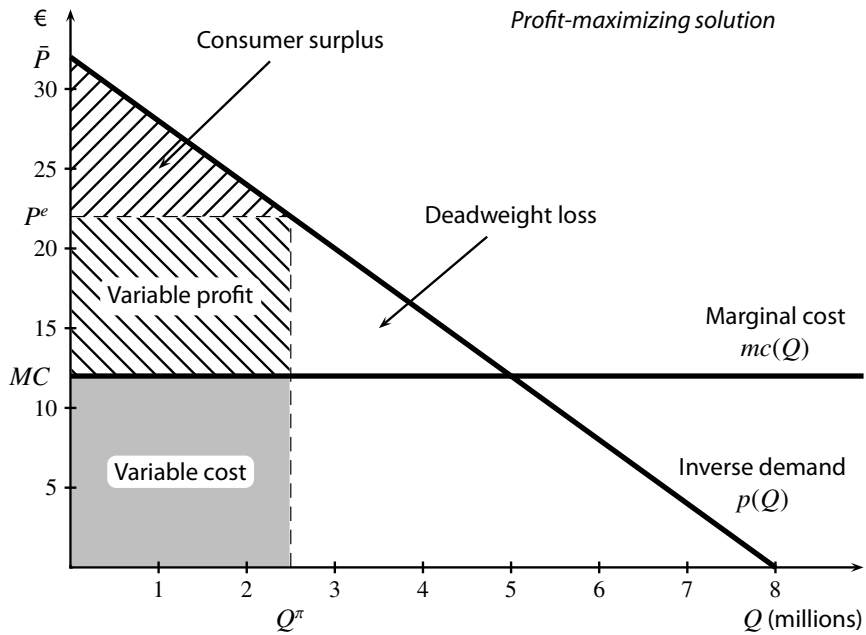 €
Profit-maximizing solution
Consumer surplus
P̄
30
25
Pᵉ
Deadweight loss
20
Variable profit
15
Marginal cost
mc(Q)
MC
10
Variable cost
Inverse demand
p(Q)
5
1 2 3 4 5 6 7 8
Qᵖⁱ Q (millions)